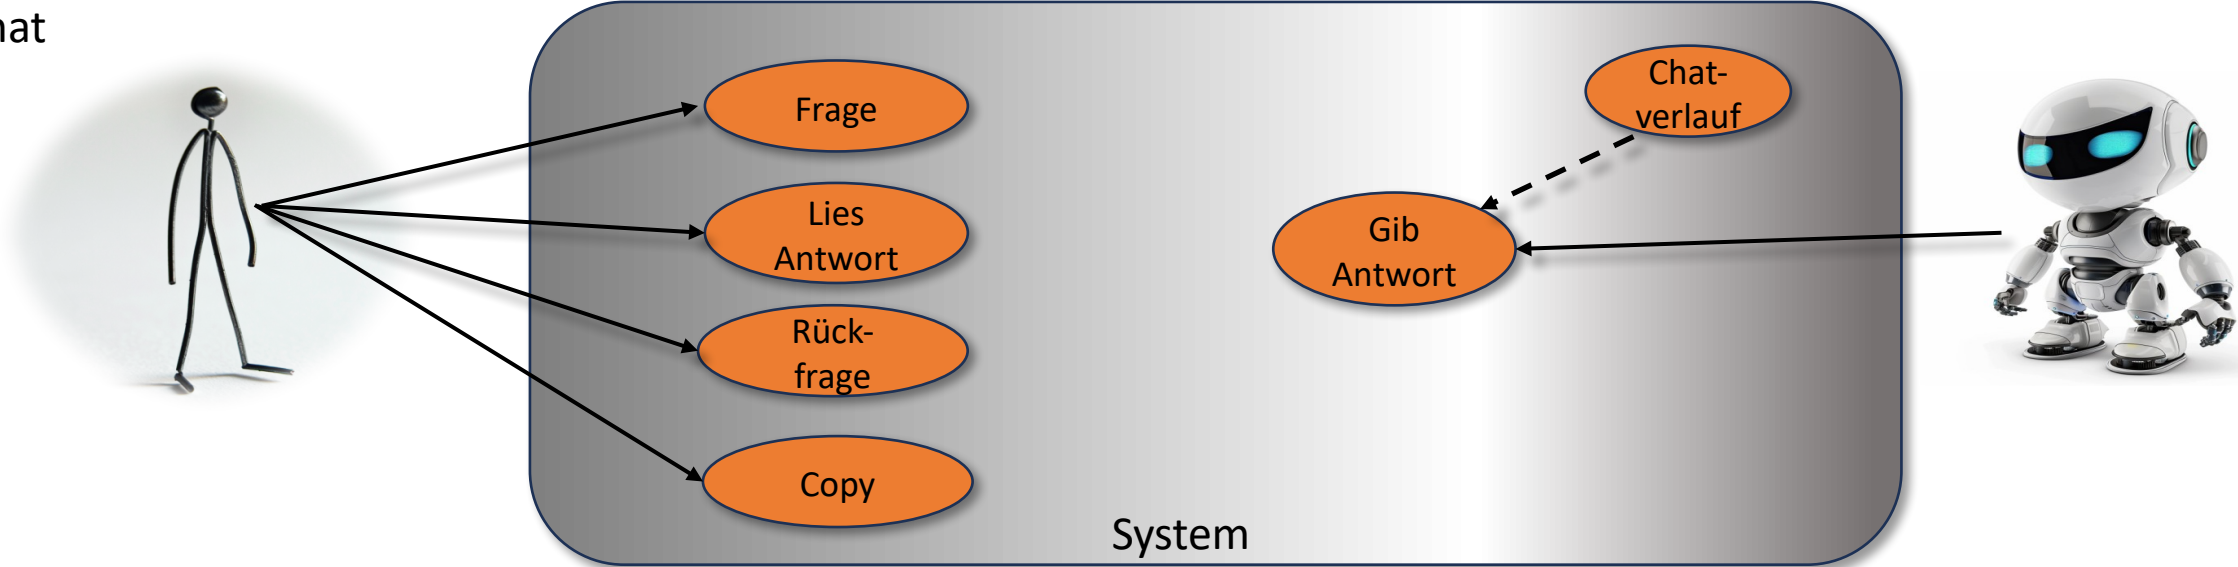 hat
Frage
Lies
Antwort
Rück-
frage
Copy
Chat-
verlauf
Gib
Antwort
System